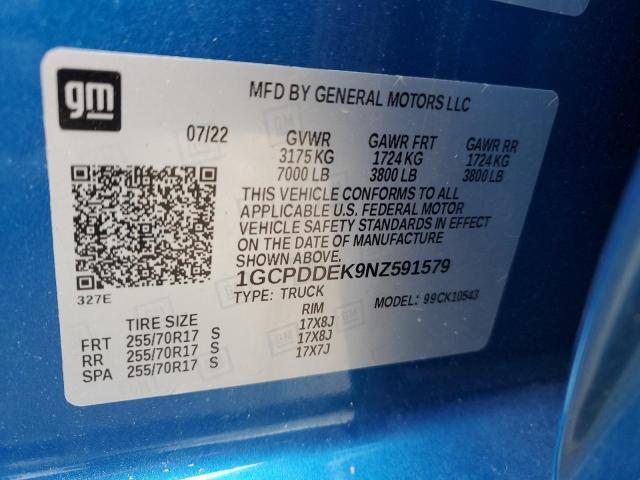 gm
MFD BY GENERAL MOTORS LLC
07/22 GVWR GAWR FRT GAWR RR
3175 KG 1724 KG 1724 KG
7000 LB 3800 LB 3800 LB
THIS VEHICLE CONFORMS TO ALL
APPLICABLE U.S. FEDERAL MOTOR
VEHICLE SAFETY STANDARDS IN EFFECT
ON THE DATE OF MANUFACTURE
SHOWN ABOVE.
327E
1GCPDDEK9NZ591579
TYPE: TRUCK MODEL: 99CK10543
TIRE SIZE RIM
FRT 255/70R17 S 17X8J
RR 255/70R17 S 17X8J
SPA 255/70R17 S 17X7J